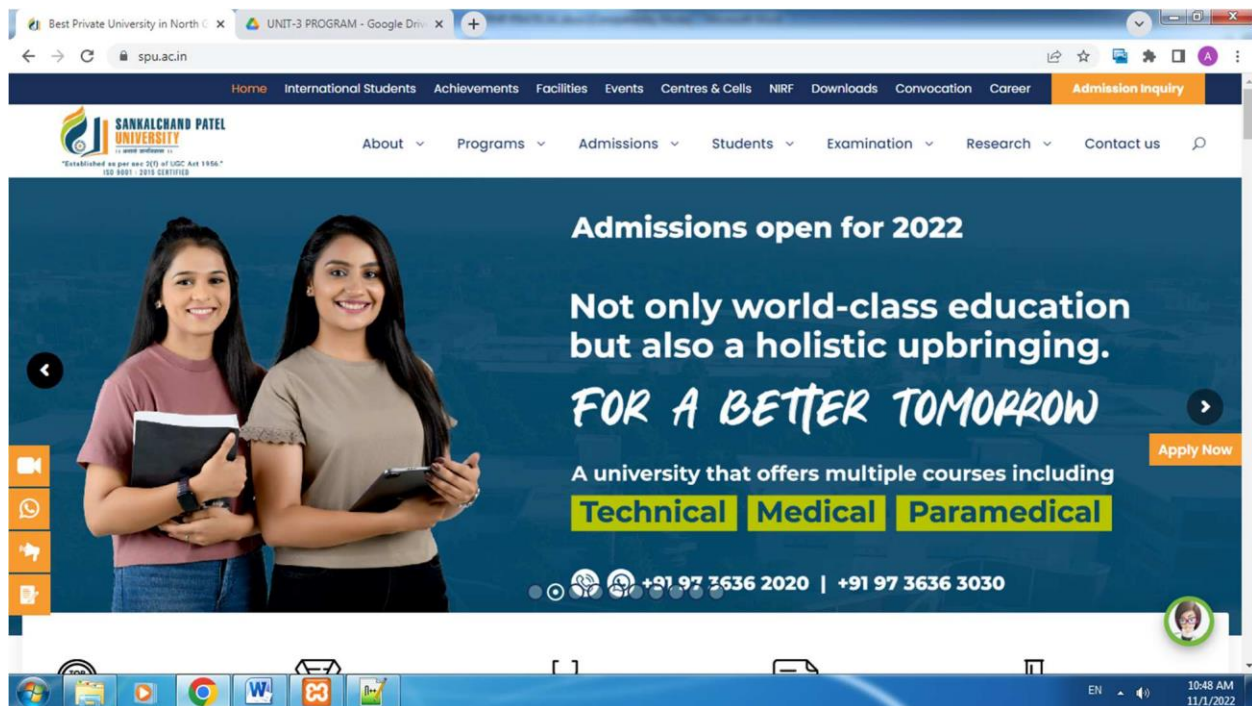 Best Private University in North G
UNIT-3 PROGRAM - Google Driv
spu.ac.in
A
Home International Students Achievements Facilities Events Centres & Cells NIRF Downloads Convocation Career Admission Inquiry
SANKALCHAND PATEL
UNIVERSITY
"Established as per sec 2(f) of UGC Act 1956."
ISO 9001 : 2015 CERTIFIED
About Programs Admissions Students Examination Research Contact us
Admissions open for 2022
Not only world-class education
but also a holistic upbringing.
FOR A BETTER TOMORROW
Apply Now
A university that offers multiple courses including
Technical Medical Paramedical
+91 97 3636 2020 | +91 97 3636 3030
TOP
W
EN
10:48 AM
11/1/2022